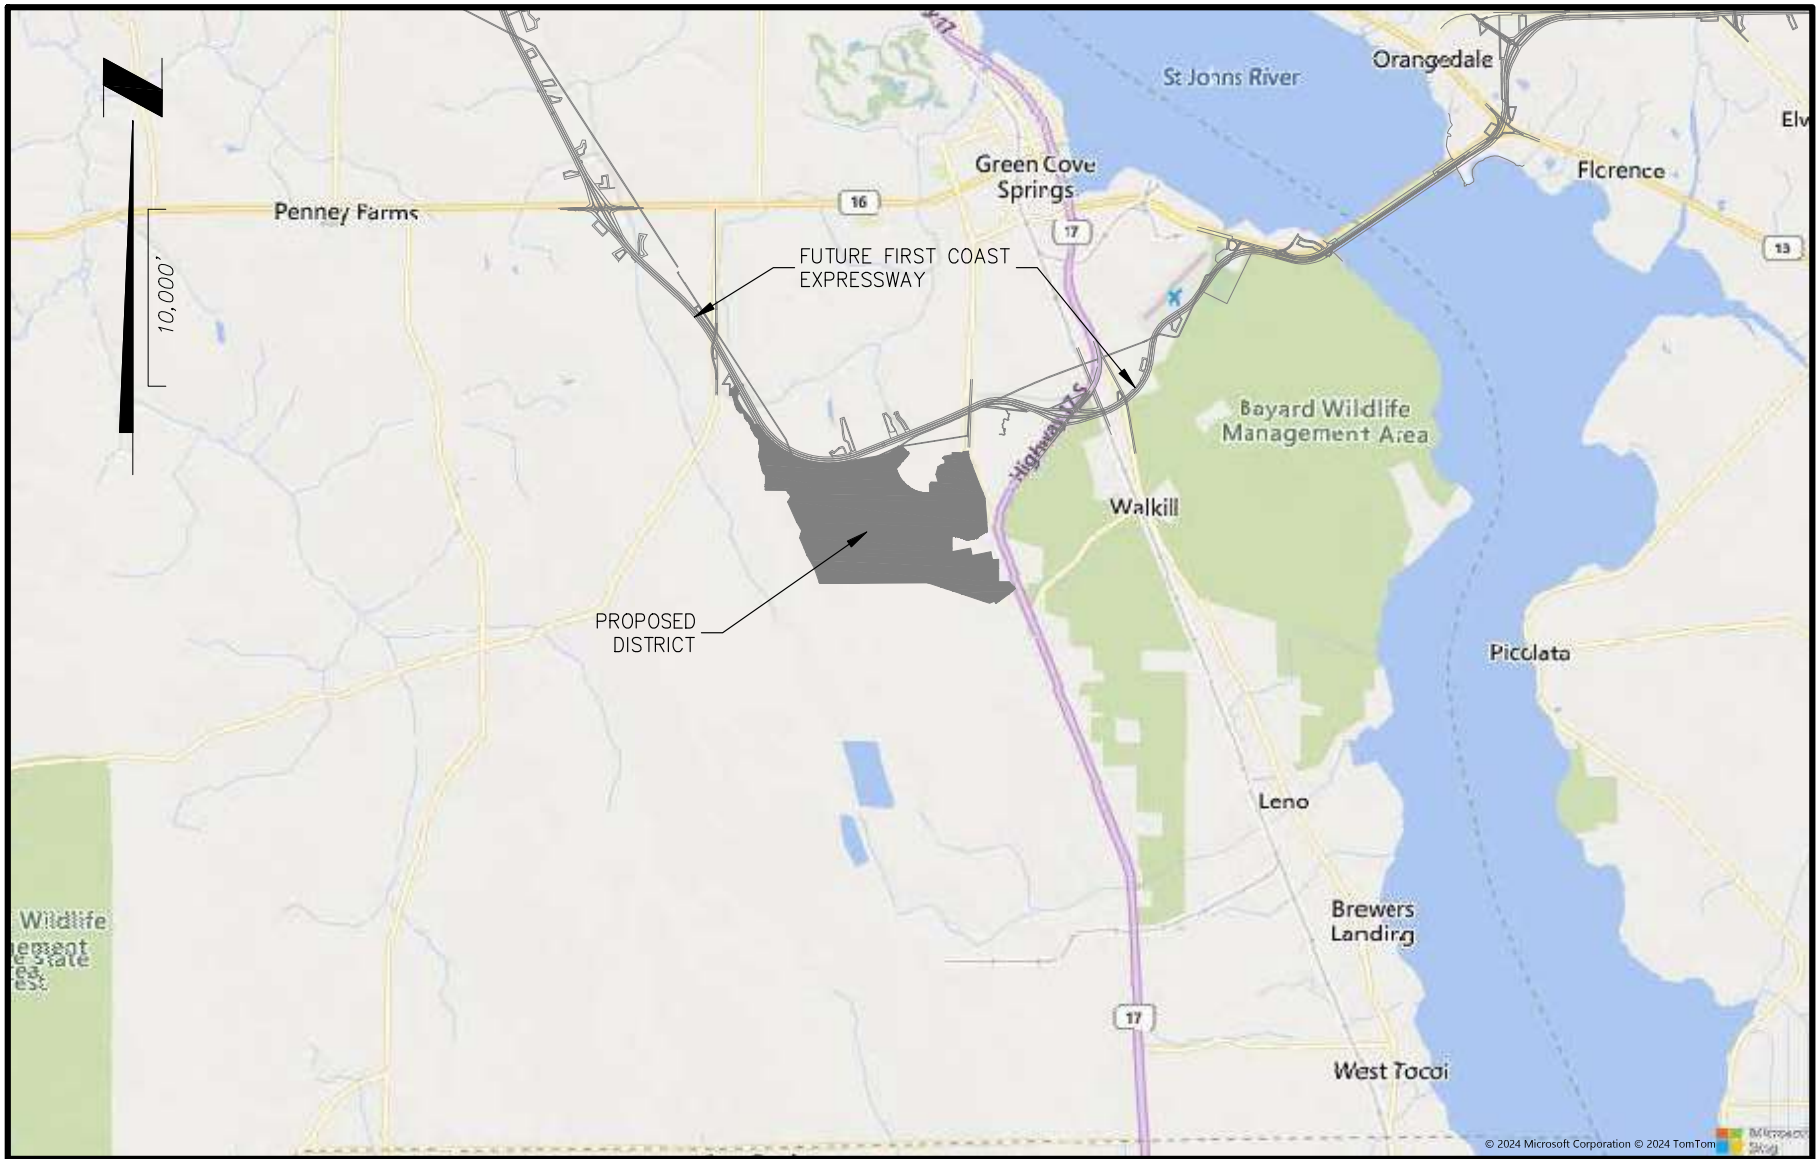 Orangedale
St Johns River
Green Cove
Springs
Florence
Penney Farms
16
17
13
FUTURE FIRST COAST
EXPRESSWAY
10,000'
Bayard Wildlife
Management Area
Highway 17 S
Walkill
PROPOSED
DISTRICT
Picolata
Leno
Wildlife
Brewers
Landing
17
West Tocoi
© 2024 Microsoft Corporation © 2024 TomTom